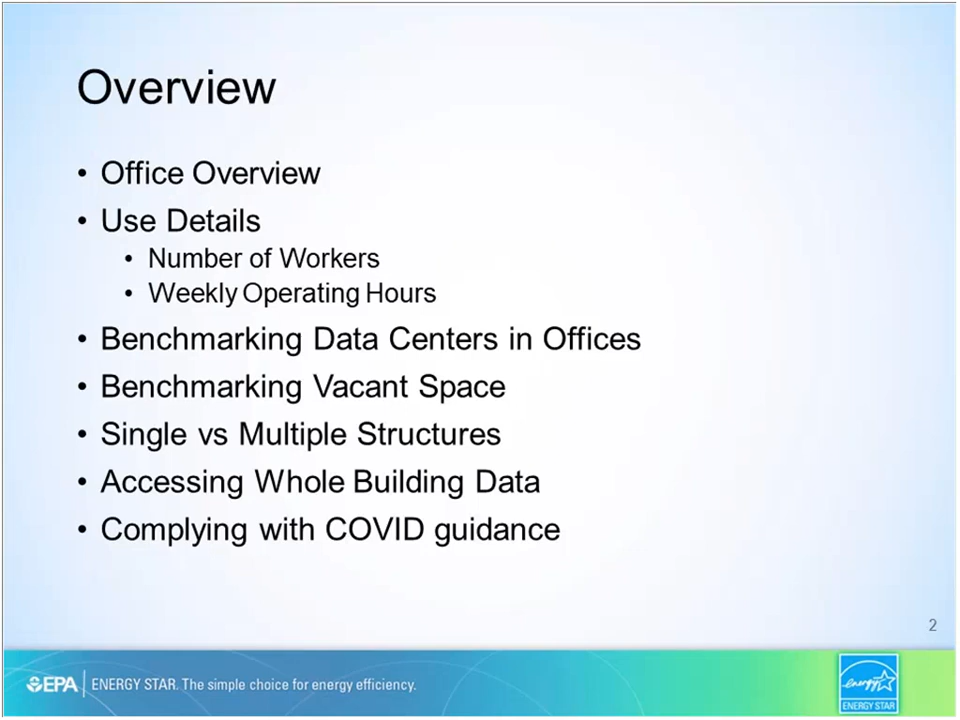 Overview
• Office Overview
• Use Details
• Number of Workers
• Weekly Operating Hours
• Benchmarking Data Centers in Offices
• Benchmarking Vacant Space
• Single vs Multiple Structures
• Accessing Whole Building Data
• Complying with COVID guidance
2
EPA ENERGY STAR. The simple choice for energy efficiency.
energy
ENERGY STAR